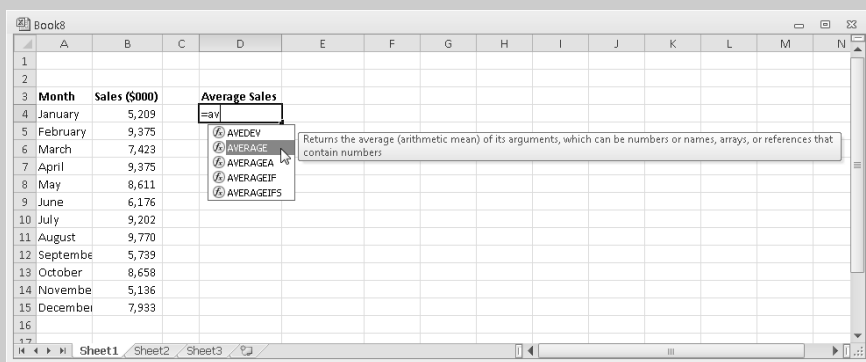 Book8
A B C D E F G H I J K L M N
1
2
3 Month Sales ($000) Average Sales
4 January 5,209 =av
5 February 9,375 AVEDEV
Returns the average (arithmetic mean) of its arguments, which can be numbers or names, arrays, or references that
contain numbers
6 March 7,423 AVERAGE
7 April 9,375 AVERAGEA
8 May 8,611 AVERAGEIF
9 June 6,176 AVERAGEIFS
10 July 9,202
11 August 9,770
12 Septembe 5,739
13 October 8,658
14 Novembe 5,136
15 December 7,933
16
17
Sheet1 Sheet2 Sheet3